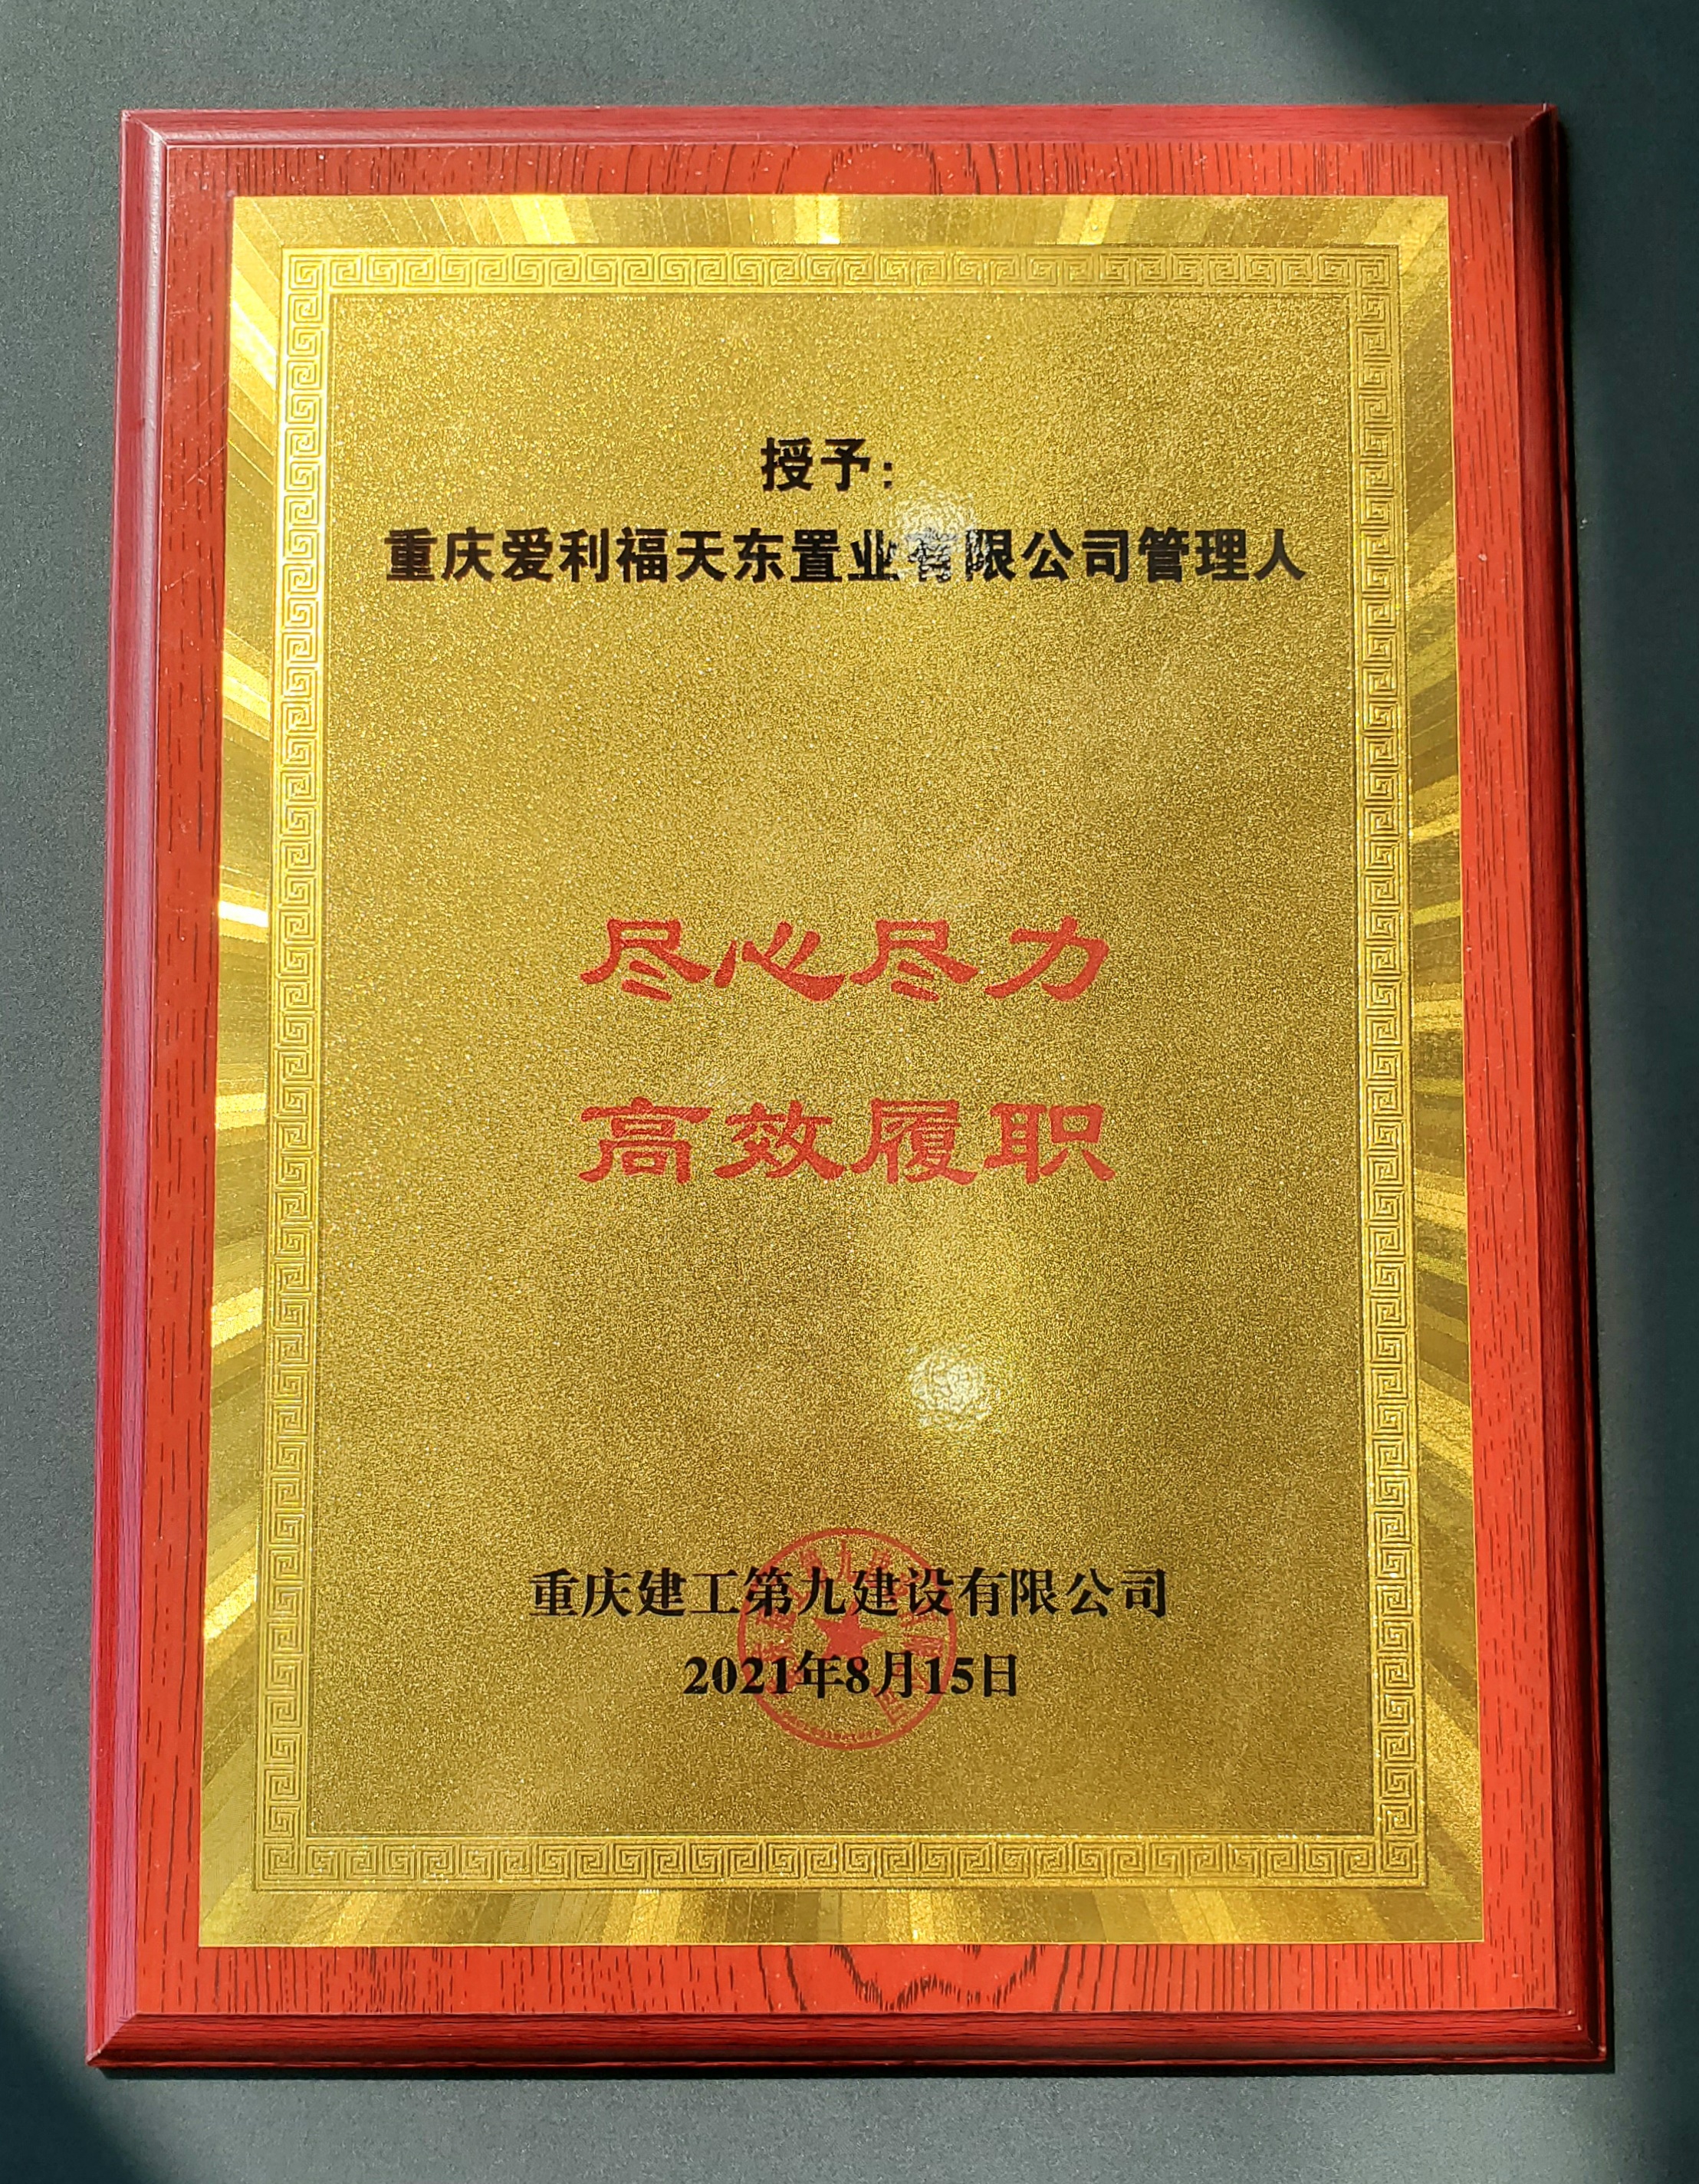 授予：
重庆爱利福天东置业有限公司管理人
尽心尽力
高效履职
重庆建工第九建设有限公司
2021年8月15日